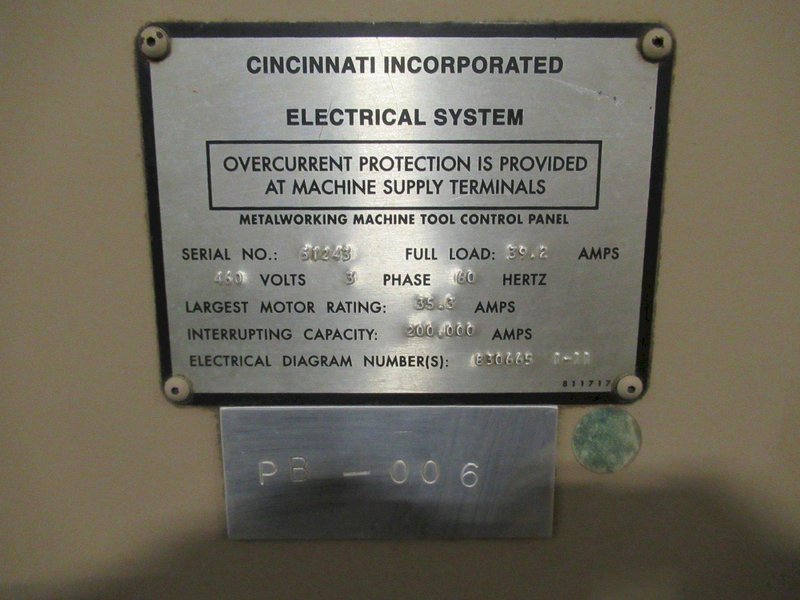 CINCINNATI INCORPORATED
ELECTRICAL SYSTEM
OVERCURRENT PROTECTION IS PROVIDED
AT MACHINE SUPPLY TERMINALS
METALWORKING MACHINE TOOL CONTROL PANEL
SERIAL NO.: 51243 FULL LOAD: 39.2 AMPS
460 VOLTS 3 PHASE 60 HERTZ
LARGEST MOTOR RATING: 35.3 AMPS
INTERRUPTING CAPACITY: 200,000 AMPS
ELECTRICAL DIAGRAM NUMBER(S): 830665
811717
PB - 006